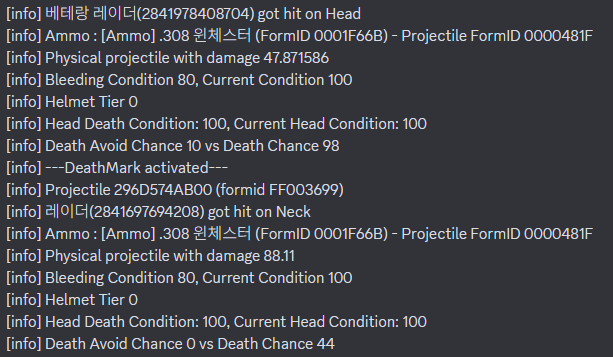 [info] 베테랑 레이더(2841978408704) got hit on Head
[info] Ammo : [Ammo] .308 윈체스터 (FormID 0001F66B) - Projectile FormID 0000481F
[info] Physical projectile with damage 47.871586
[info] Bleeding Condition 80, Current Condition 100
[info] Helmet Tier 0
[info] Head Death Condition: 100, Current Head Condition: 100
[info] Death Avoid Chance 10 vs Death Chance 98
[info] ---DeathMark activated---
[info] Projectile 296D574AB00 (formid FF003699)
[info] 레이더(2841697694208) got hit on Neck
[info] Ammo : [Ammo] .308 윈체스터 (FormID 0001F66B) - Projectile FormID 0000481F
[info] Physical projectile with damage 88.11
[info] Bleeding Condition 80, Current Condition 100
[info] Helmet Tier 0
[info] Head Death Condition: 100, Current Head Condition: 100
[info] Death Avoid Chance 0 vs Death Chance 44